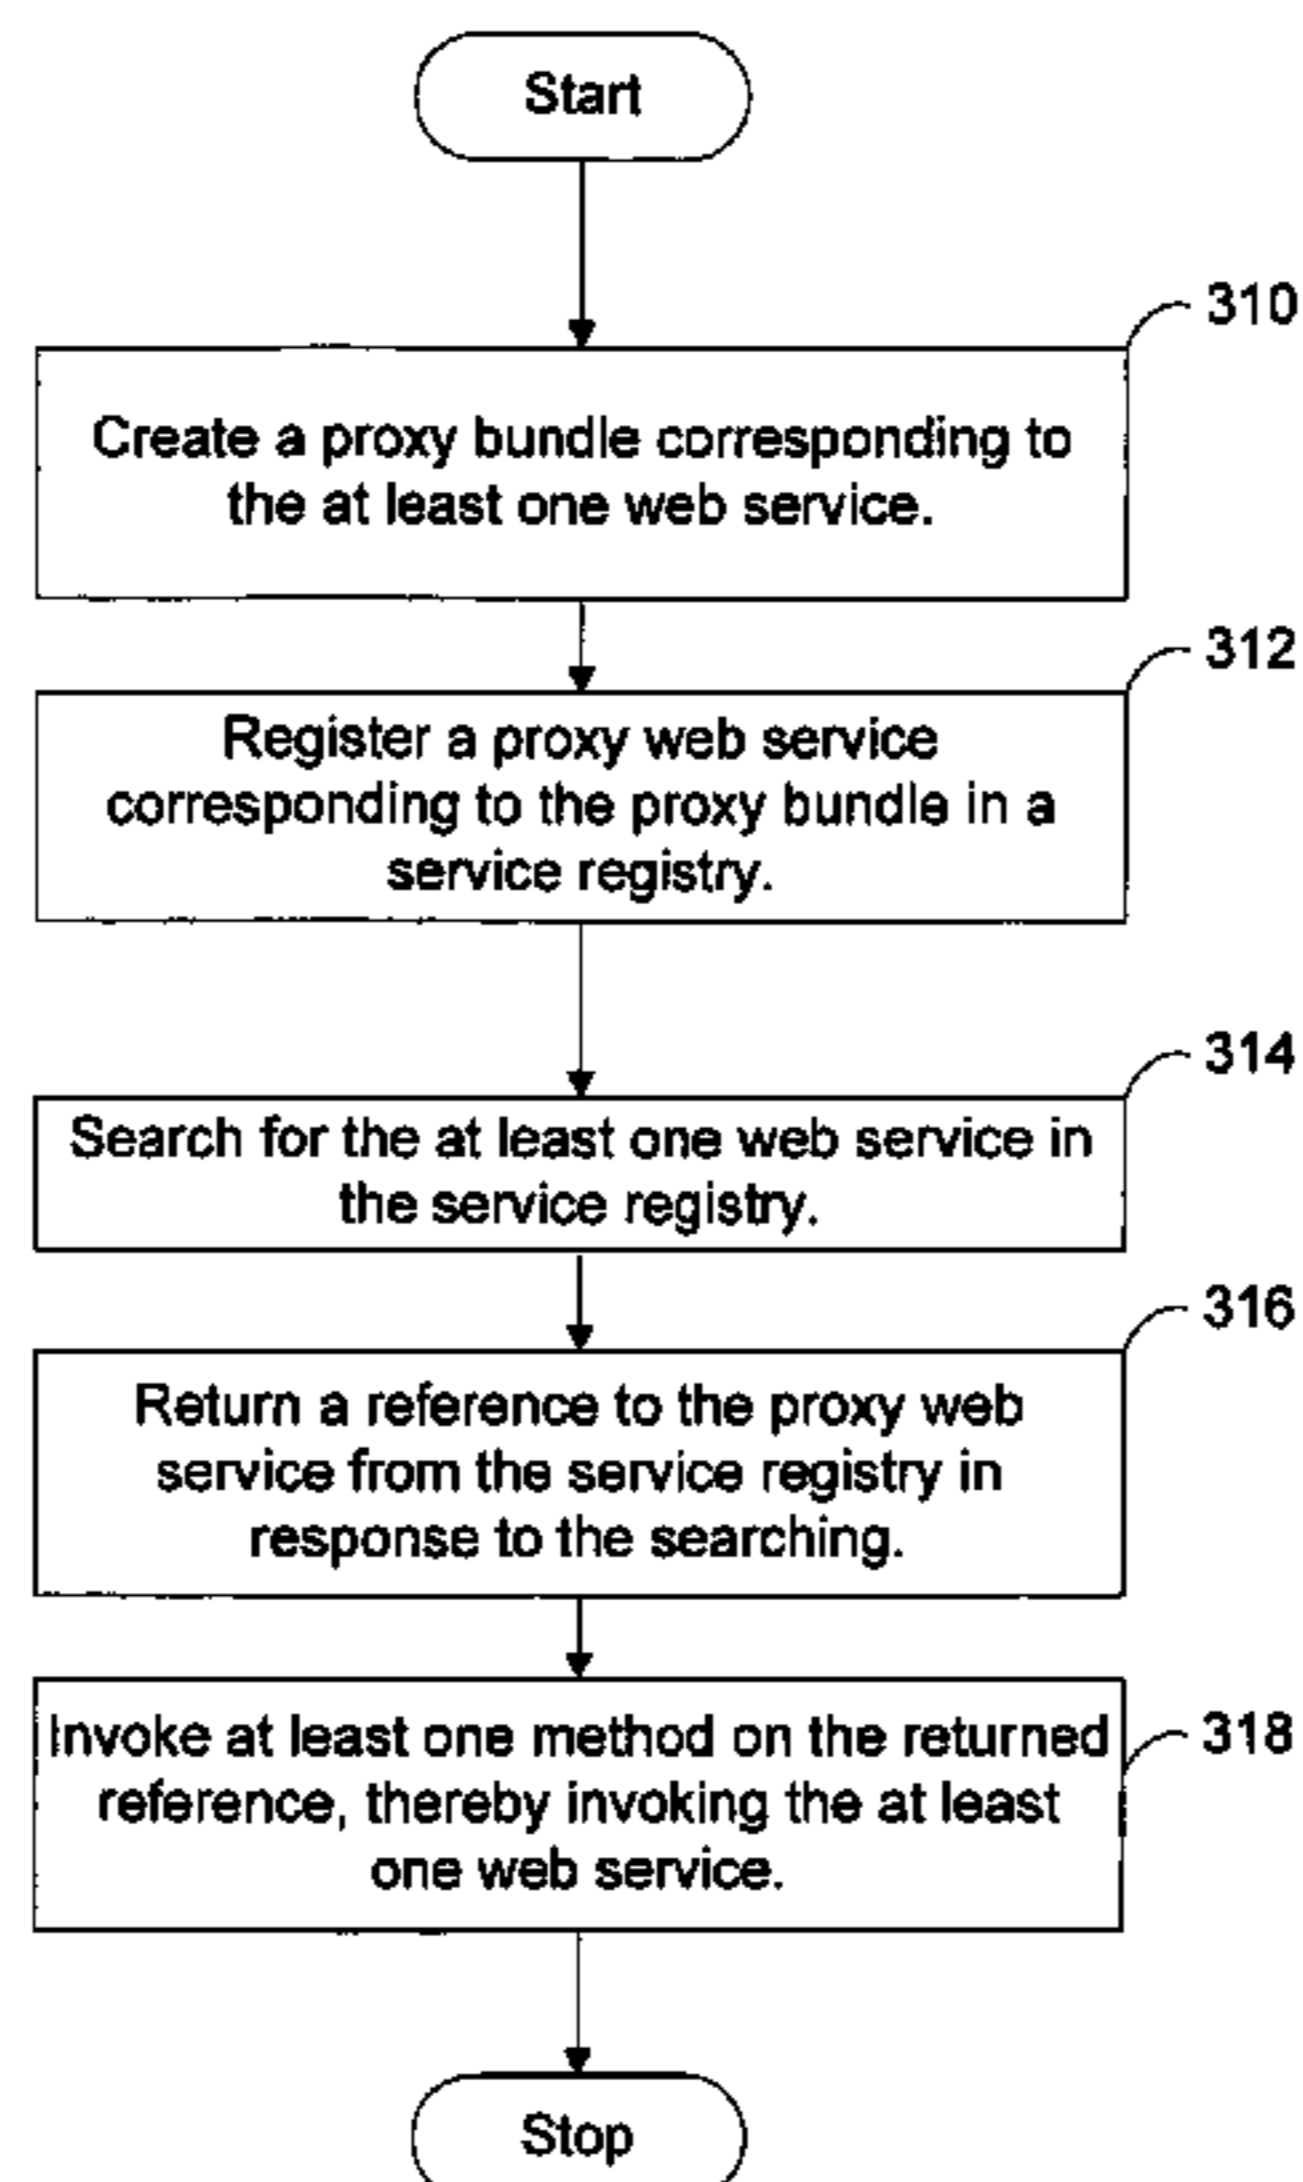 Start
310
Create a proxy bundle corresponding to
the at least one web service.
312
Register a proxy web service
corresponding to the proxy bundle in a
service registry.
314
Search for the at least one web service in
the service registry.
316
Return a reference to the proxy web
service from the service registry in
response to the searching.
318
Invoke at least one method on the returned
reference, thereby invoking the at least
one web service.
Stop